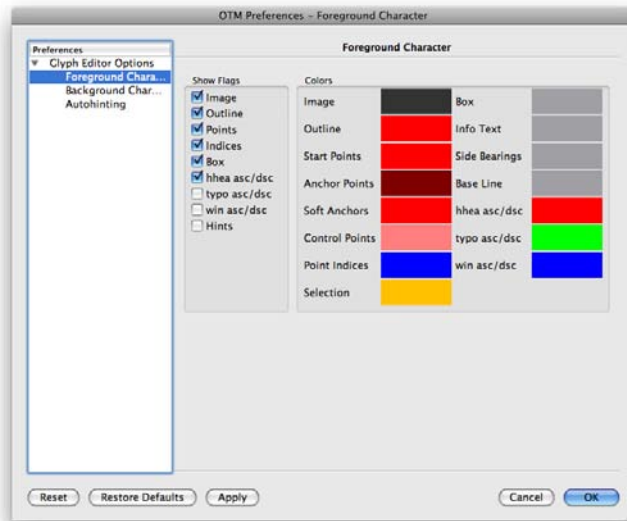 OTM Preferences – Foreground Character
Preferences
Glyph Editor Options
Foreground Chara...
Background Char...
Autohinting
Foreground Character
Show Flags
Image
Outline
Points
Indices
Box
hhea asc/dsc
typo asc/dsc
win asc/dsc
Hints
Colors
Image Box
Outline Info Text
Start Points Side Bearings
Anchor Points Base Line
Soft Anchors hhea asc/dsc
Control Points typo asc/dsc
Point Indices win asc/dsc
Selection
Reset Restore Defaults Apply Cancel OK